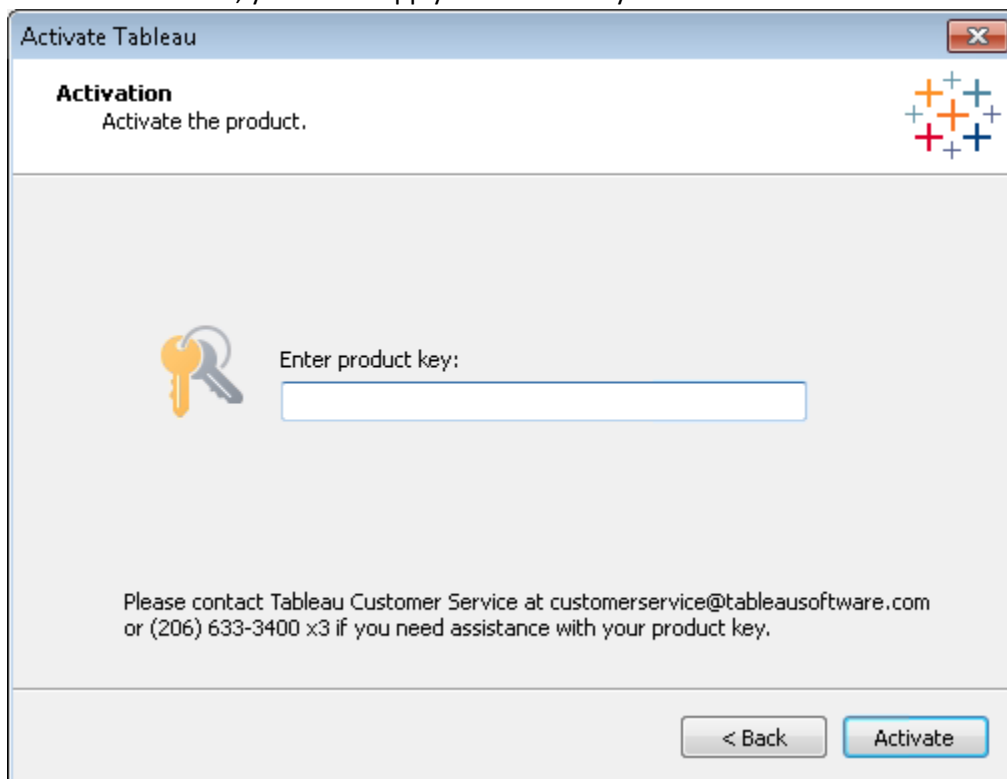 Activate Tableau
Activation
Activate the product.
Enter product key:
Please contact Tableau Customer Service at customerservice@tableausoftware.com
or (206) 633-3400 x3 if you need assistance with your product key.
< Back
Activate